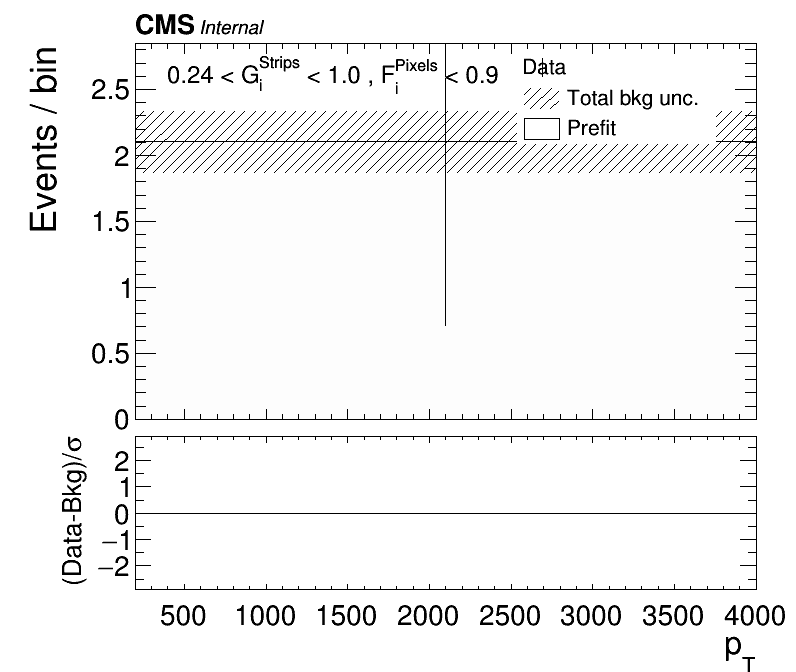 CMS Internal
Events / bin
0.24 < G_i^Strips < 1.0 , F_i^Pixels < 0.9
Data
Total bkg unc.
Prefit
2.5
2
1.5
1
0.5
0
(Data-Bkg)/σ
2
1
0
−1
−2
500 1000 1500 2000 2500 3000 3500 4000
p_T